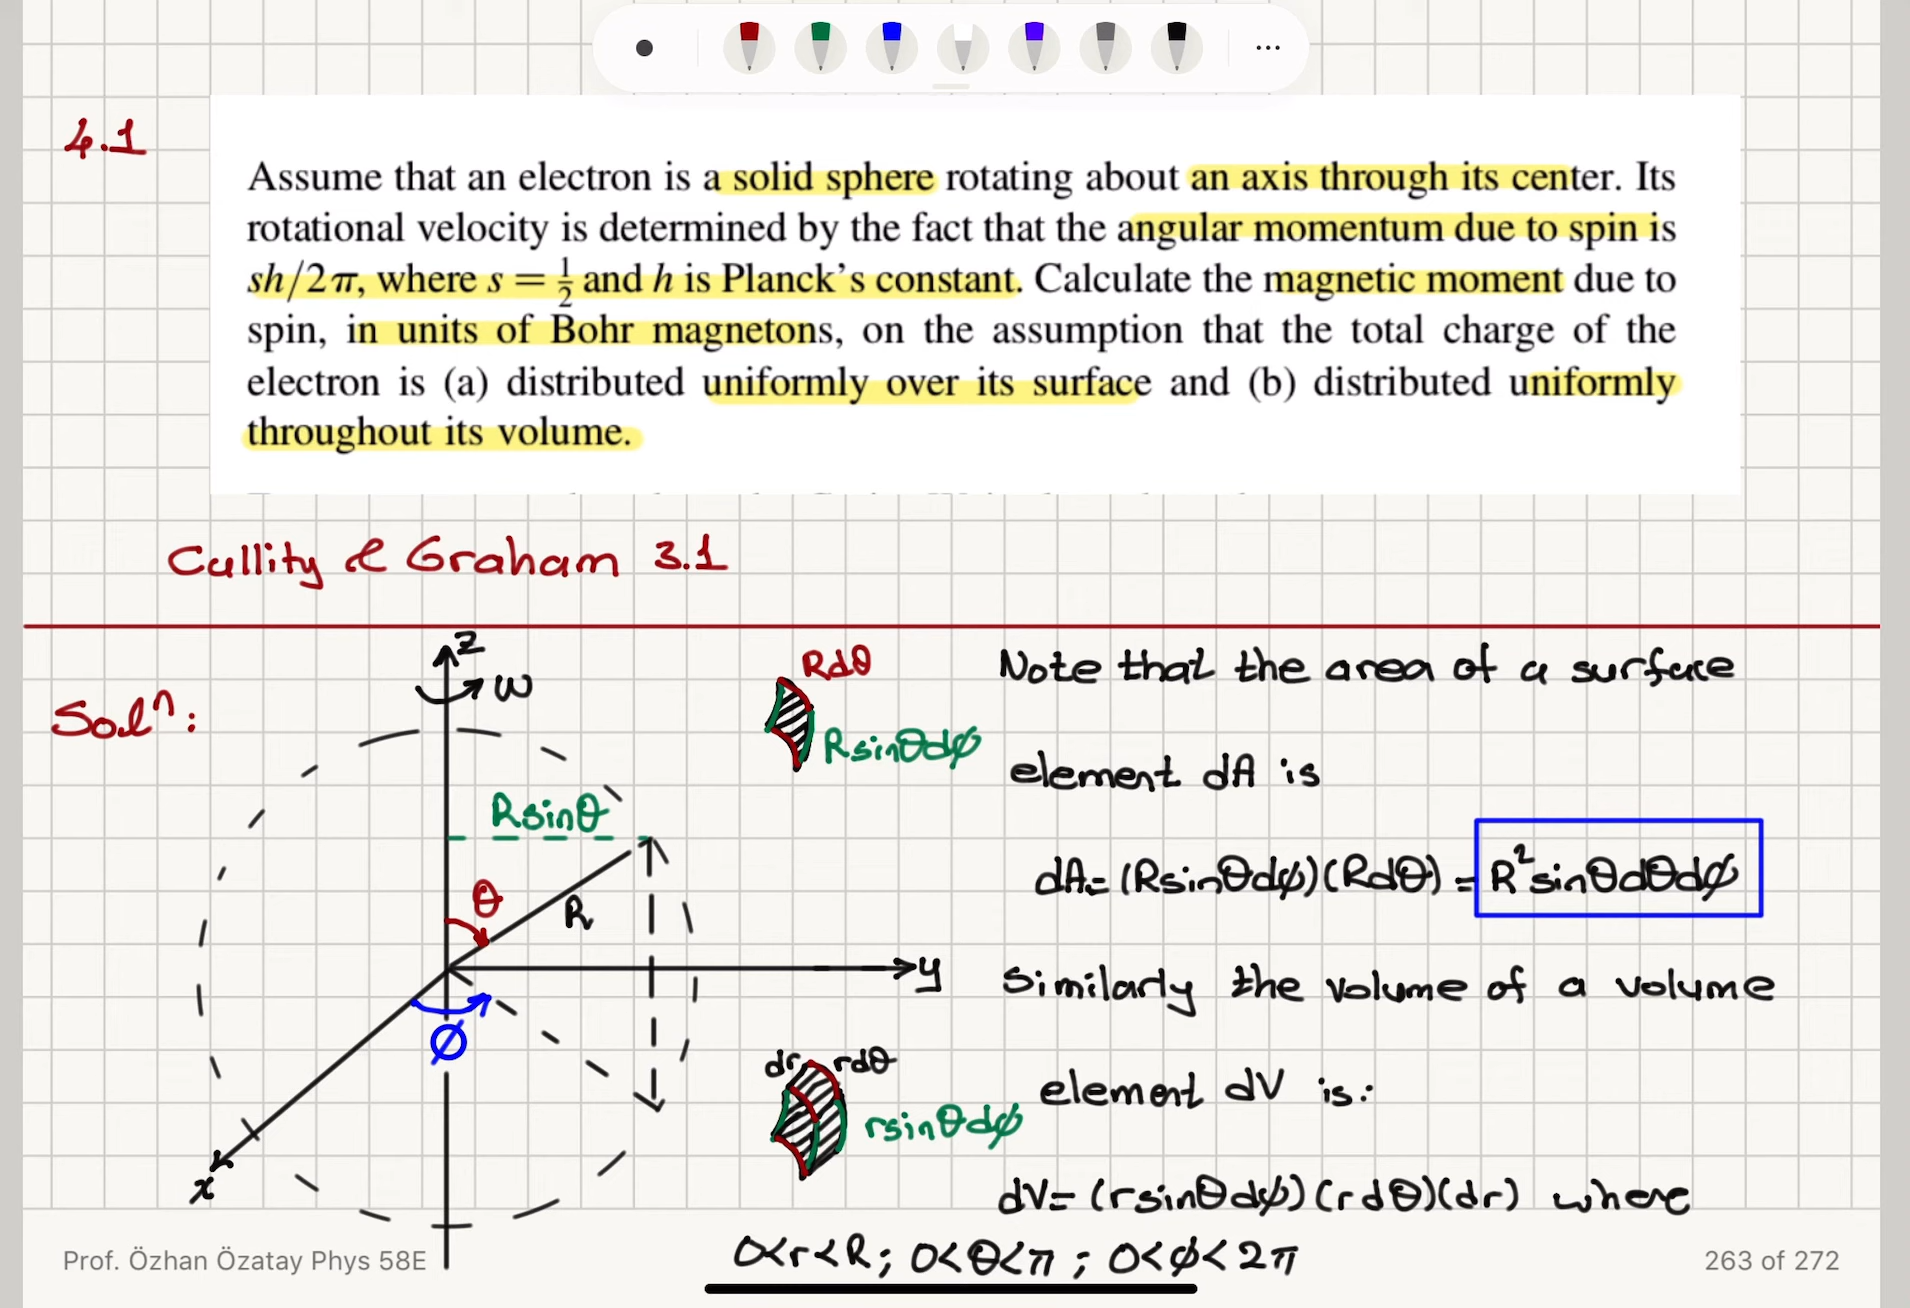 4.1
Assume that an electron is a solid sphere rotating about an axis through its center. Its
rotational velocity is determined by the fact that the angular momentum due to spin is
sh/2π, where s = 1/2 and h is Planck's constant. Calculate the magnetic moment due to
spin, in units of Bohr magnetons, on the assumption that the total charge of the
electron is (a) distributed uniformly over its surface and (b) distributed uniformly
throughout its volume.
Cullity & Graham 3.1
Solⁿ:
z
ω
Rsinθ
θ
R
y
ϕ
x
Rdθ
Rsinθdϕ
Note that the area of a surface
element dA is
dA= (Rsinθdϕ)(Rdθ) = R²sinθdθdϕ
Similarly the volume of a volume
element dV is:
dr rdθ
rsinθdϕ
dV= (rsinθdϕ)(rdθ)(dr) where
0<r<R; 0<θ<π ; 0<ϕ<2π
Prof. Özhan Özatay Phys 58E
263 of 272